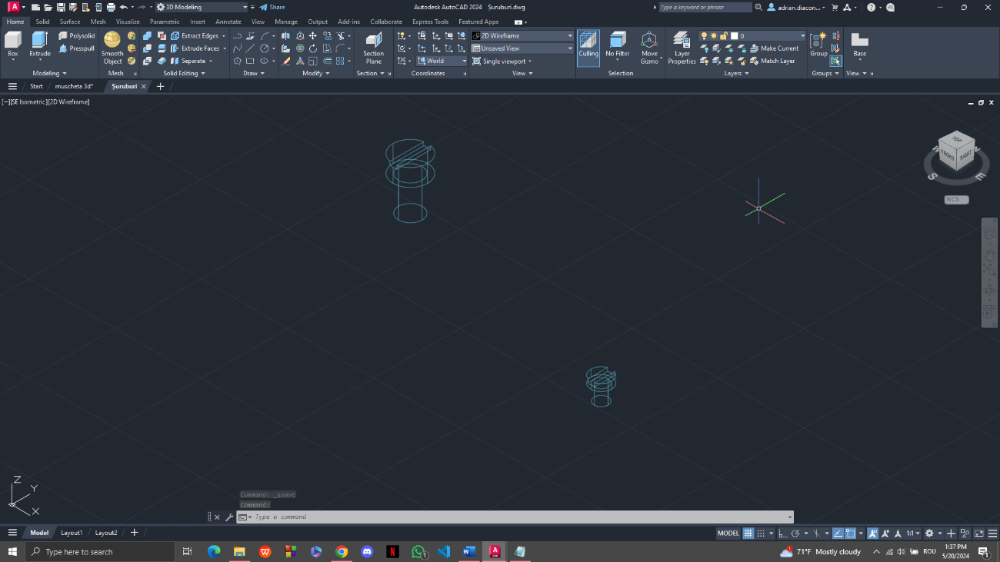 3D Modeling Share Autodesk AutoCAD 2024 Suruburi.dwg Type a keyword or phrase adrian.diacon...
Home Solid Surface Mesh Visualize Parametric Insert Annotate View Manage Output Add-ins Collaborate Express Tools Featured Apps
Box Extrude Polysolid Presspull Smooth Object Extract Edges Extrude Faces Separate Section Plane World 2D Wireframe Unsaved View Single viewport Culling No Filter Move Gizmo Layer Properties 0 Make Current Match Layer Group Base
Modeling Mesh Solid Editing Draw Modify Section Coordinates View Selection Layers Groups View
Start muscheta 3d* Șuruburi
[−][SE Isometric][2D Wireframe]
TOP
FRONT RIGHT
W N
S E
WCS
Z
Y
X
Command: _qsave
Command:
Type a command
Model Layout1 Layout2 MODEL 1:1
Type here to search 1 71°F Mostly cloudy ROU 1:37 PM
5/20/2024